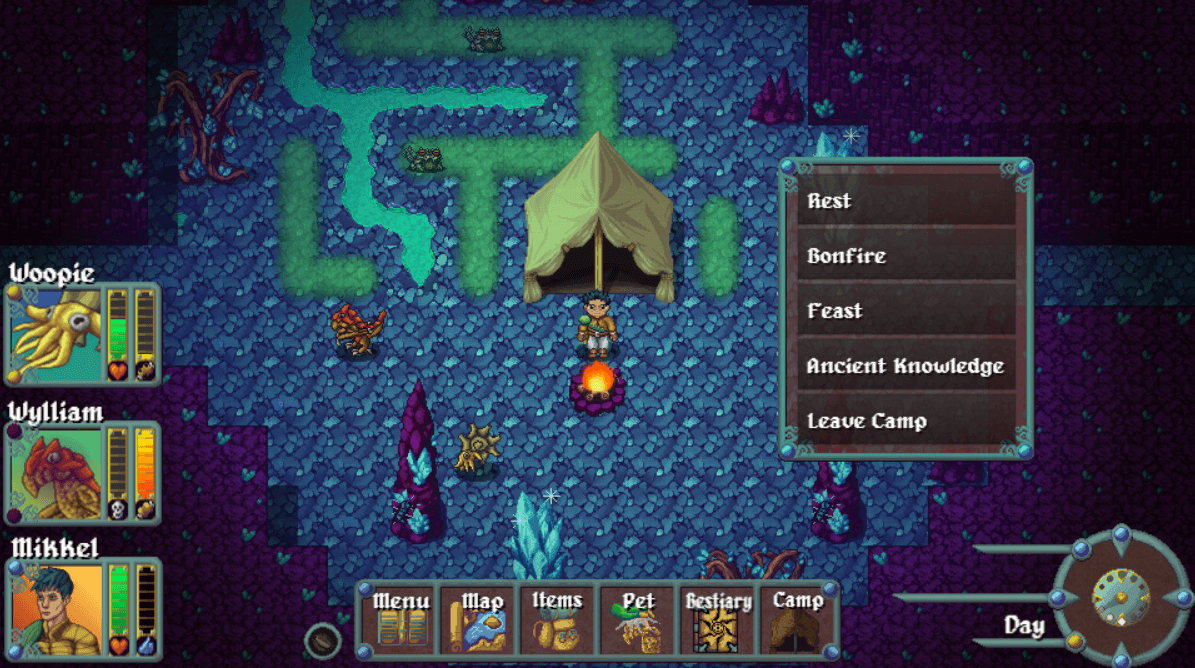 Woopie
Wylliam
Mikkel
Rest
Bonfire
Feast
Ancient Knowledge
Leave Camp
Menu
Map
Items
Pet
Bestiary
Camp
Day